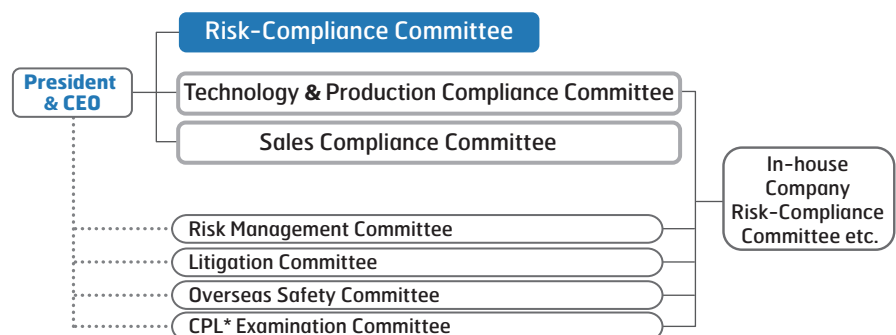 Risk-Compliance Committee
President
& CEO
Technology & Production Compliance Committee
Sales Compliance Committee
In-house
Company
Risk-Compliance
Committee etc.
Risk Management Committee
Litigation Committee
Overseas Safety Committee
CPL* Examination Committee